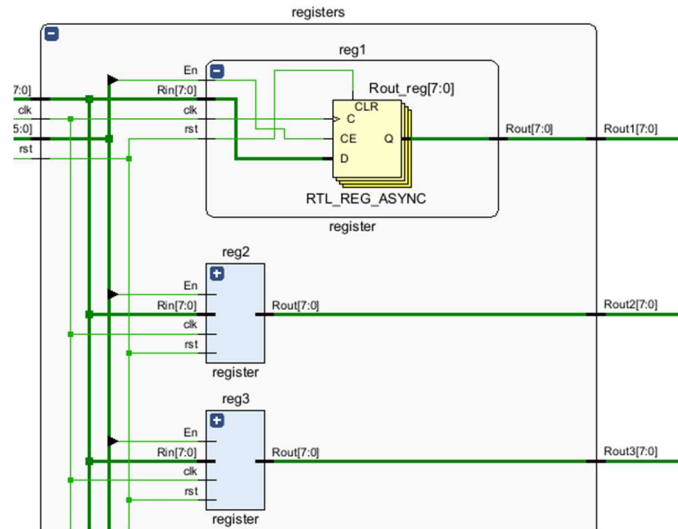 registers
reg1
En
Rout_reg[7:0]
7:0]
Rin[7:0]
CLR
clk
clk
C
5:0]
rst
CE
Q
Rout[7:0]
Rout1[7:0]
rst
D
RTL_REG_ASYNC
register
reg2
En
Rin[7:0]
Rout[7:0]
Rout2[7:0]
clk
rst
register
reg3
En
Rin[7:0]
Rout[7:0]
Rout3[7:0]
clk
rst
register